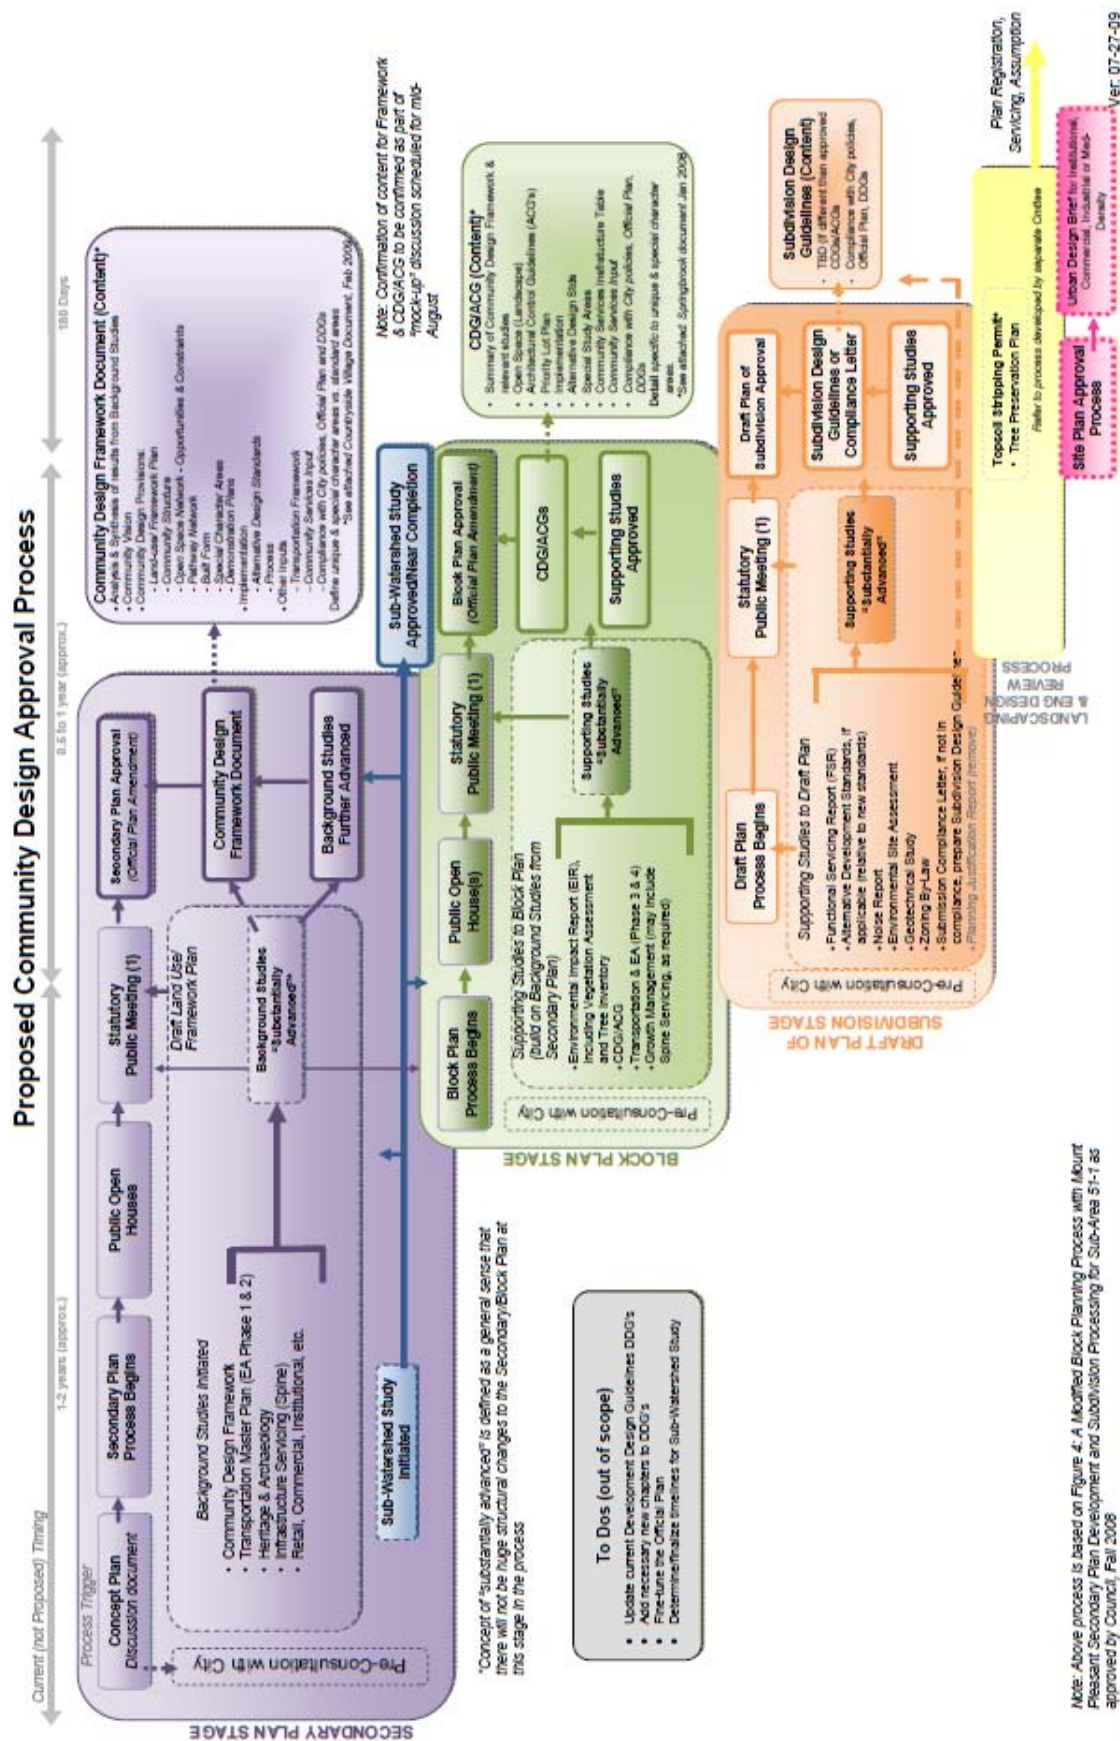 Proposed Community Design Approval Process
Current (not Proposed) Timing
1-2 years (approx.)
0.5 to 1 year (approx.)
180 Days
SECONDARY PLAN STAGE
Process Trigger
Concept Plan
Discussion document
Secondary Plan
Process Begins
Public Open
Houses
Statutory
Public Meeting (1)
Secondary Plan Approval
(Official Plan Amendment)
Pre-Consultation with City
Background Studies Initiated
• Community Design Framework
• Transportation Master Plan (EA Phase 1 & 2)
• Heritage & Archaeology
• Infrastructure Servicing (Spine)
• Retail, Commercial, Institutional, etc.
Draft Land Use/
Framework Plan
Background Studies
"Substantially
Advanced"*
Community Design
Framework Document
Background Studies
Further Advanced
Sub-Watershed Study
Initiated
Sub-Watershed Study
Approved/Near Completion
Community Design Framework Document (Content)*
• Analysis & Synthesis of results from Background Studies
• Community Vision
• Community Design Provisions:
- Land-use/ Framework Plan
- Community Structure
- Open Space Network - Opportunities & Constraints
- Pathway Network
- Built Form
- Special Character Areas
- Demonstration Plans
• Implementation
- Alternative Design Standards
- Process
• Other Inputs
- Transportation Framework
- Community Services Input
- Compliance with City policies, Official Plan and DDGs
Define unique & special character areas vs. standard areas
*See attached Countryside Village Document, Feb 2009
Note: Confirmation of content for Framework
& CDG/ACG to be confirmed as part of
"mock-up" discussion scheduled for mid-
August
BLOCK PLAN STAGE
Block Plan
Process Begins
Public Open
House(s)
Statutory
Public Meeting (1)
Block Plan Approval
(Official Plan Amendment)
Pre-Consultation with City
Supporting Studies to Block Plan
(build on Background Studies from
Secondary Plan)
• Environmental Impact Report (EIR),
including Vegetation Assessment
and Tree Inventory
• CDG/ACG
• Transportation & EA (Phase 3 & 4)
• Growth Management (may include
Spine Servicing, as required)
Supporting Studies
"Substantially
Advanced"*
CDG/ACGs
Supporting Studies
Approved
CDG/ACG (Content)*
• Summary of Community Design Framework &
relevant studies
• Open Space (Landscape)
• Architectural Control Guidelines (ACG's)
• Priority Lot Plan
• Implementation
• Alternative Design Stds
• Special Study Areas
• Community Services Infrastructure Table
• Community Services Input
• Compliance with City policies, Official Plan,
DDGs
Detail specific to unique & special character
areas.
*See attached Springbrook document Jan 2008
DRAFT PLAN OF
SUBDIVISION STAGE
Draft Plan
Process Begins
Statutory
Public Meeting (1)
Draft Plan of
Subdivision Approval
Pre-Consultation with City
Supporting Studies to Draft Plan
• Functional Servicing Report (FSR)
• Alternative Development Standards, if
applicable (relative to new standards)
• Noise Report
• Environmental Site Assessment
• Geotechnical Study
• Zoning By-Law
• Submission Compliance Letter, if not in
compliance, prepare Subdivision Design Guideline
• Planning Justification Report (remove)
Supporting Studies
"Substantially
Advanced"*
Subdivision Design
Guidelines or
Compliance Letter
Supporting Studies
Approved
Subdivision Design
Guidelines (Content)
• TBD (if different than approved
CDGs/ACGs
• Compliance with City policies,
Official Plan, DDGs
LANDSCAPING
& ENG DESIGN
REVIEW
PROCESS
Topsoil Stripping Permit*
• Tree Preservation Plan
Refer to process developed by separate Cmttee
Plan Registration,
Servicing, Assumption
Site Plan Approval
Process
Urban Design Brief for Institutional,
Commercial, Industrial or Med-
Density
Ver. 07-27-09
"Concept of "substantially advanced" is defined as a general sense that
there will not be huge structural changes to the Secondary/Block Plan at
this stage in the process
To Dos (out of scope)
• Update current Development Design Guidelines DDG's
• Add necessary new chapters to DDG's
• Fine-tune the Official Plan
• Determine/finalize timelines for Sub-Watershed Study
Note: Above process is based on Figure 4: A Modified Block Planning Process with Mount
Pleasant Secondary Plan Development and Subdivision Processing for Sub-Area 51-1 as
approved by Council, Fall 2008